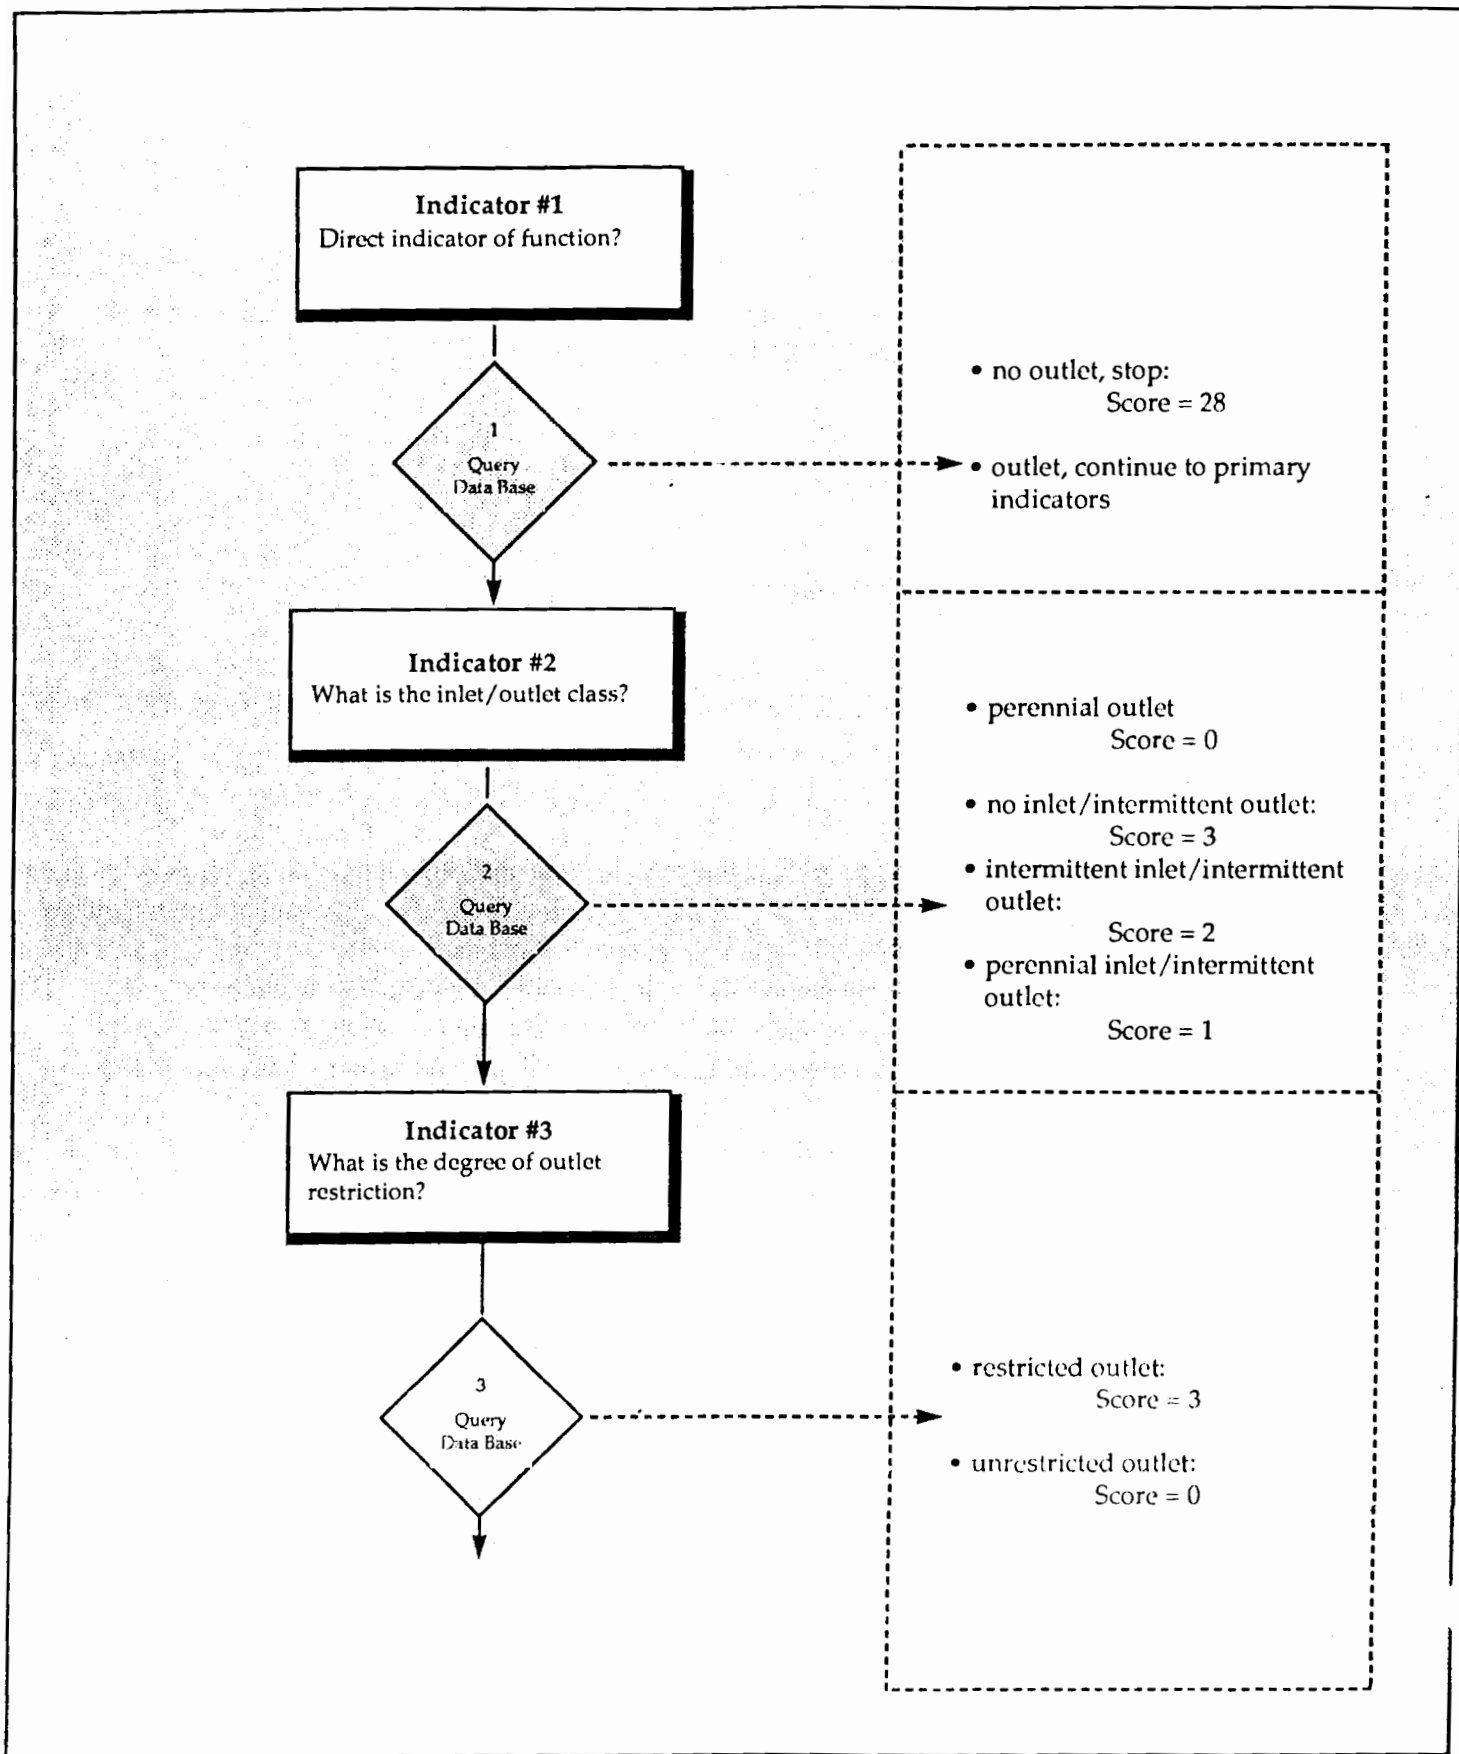 Indicator #1
Direct indicator of function?
1
Query
Data Base
• no outlet, stop:
Score = 28
• outlet, continue to primary
indicators
Indicator #2
What is the inlet/outlet class?
2
Query
Data Base
• perennial outlet
Score = 0
• no inlet/intermittent outlet:
Score = 3
• intermittent inlet/intermittent
outlet:
Score = 2
• perennial inlet/intermittent
outlet:
Score = 1
Indicator #3
What is the degree of outlet
restriction?
3
Query
Data Base
• restricted outlet:
Score = 3
• unrestricted outlet:
Score = 0